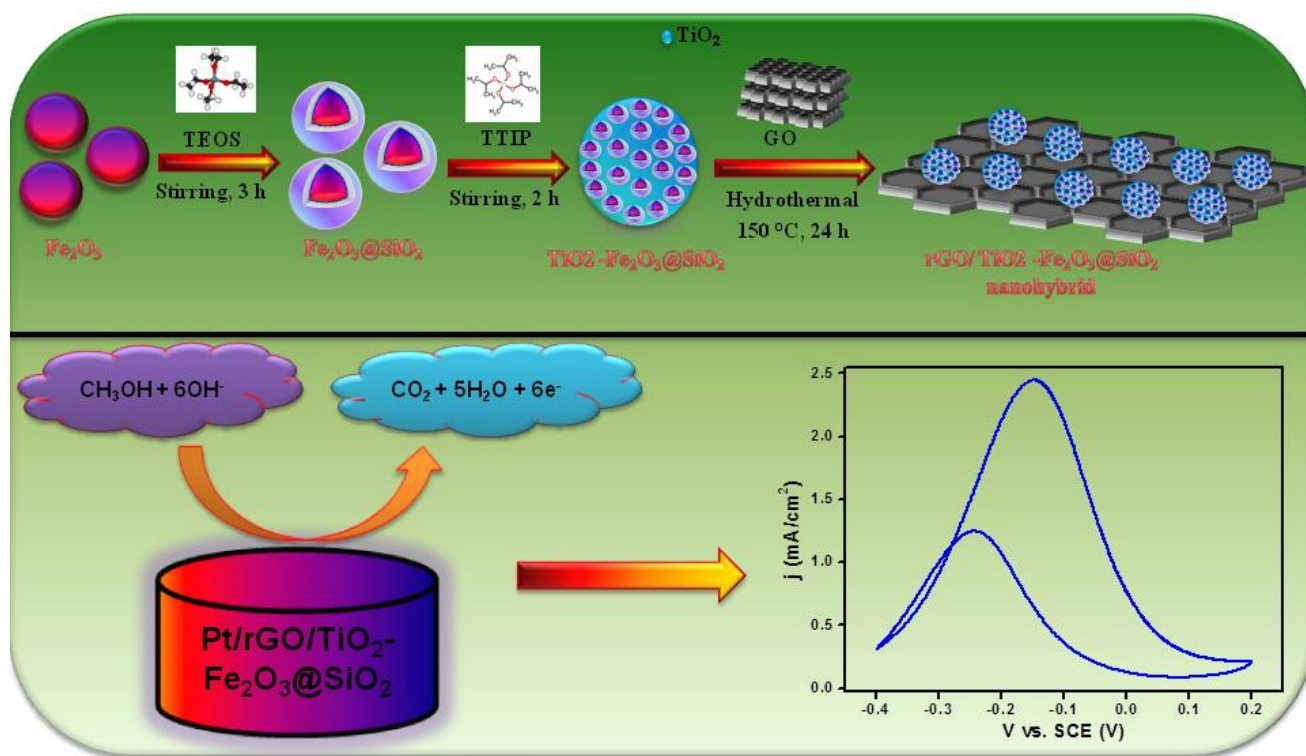 TiO₂
TEOS
Stirring, 3 h
TTIP
Stirring, 2 h
GO
Hydrothermal
150 °C, 24 h
Fe₂O₃
Fe₂O₃@SiO₂
TiO2 -Fe₂O₃@SiO₂
rGO/ TiO2 -Fe₂O₃@SiO₂
nanohybrid
CH₃OH + 6OH⁻
CO₂ + 5H₂O + 6e⁻
Pt/rGO/TiO₂-
Fe₂O₃@SiO₂
j (mA/cm²)
2.5
2.0
1.5
1.0
0.5
0.0
-0.4 -0.3 -0.2 -0.1 0.0 0.1 0.2
V vs. SCE (V)